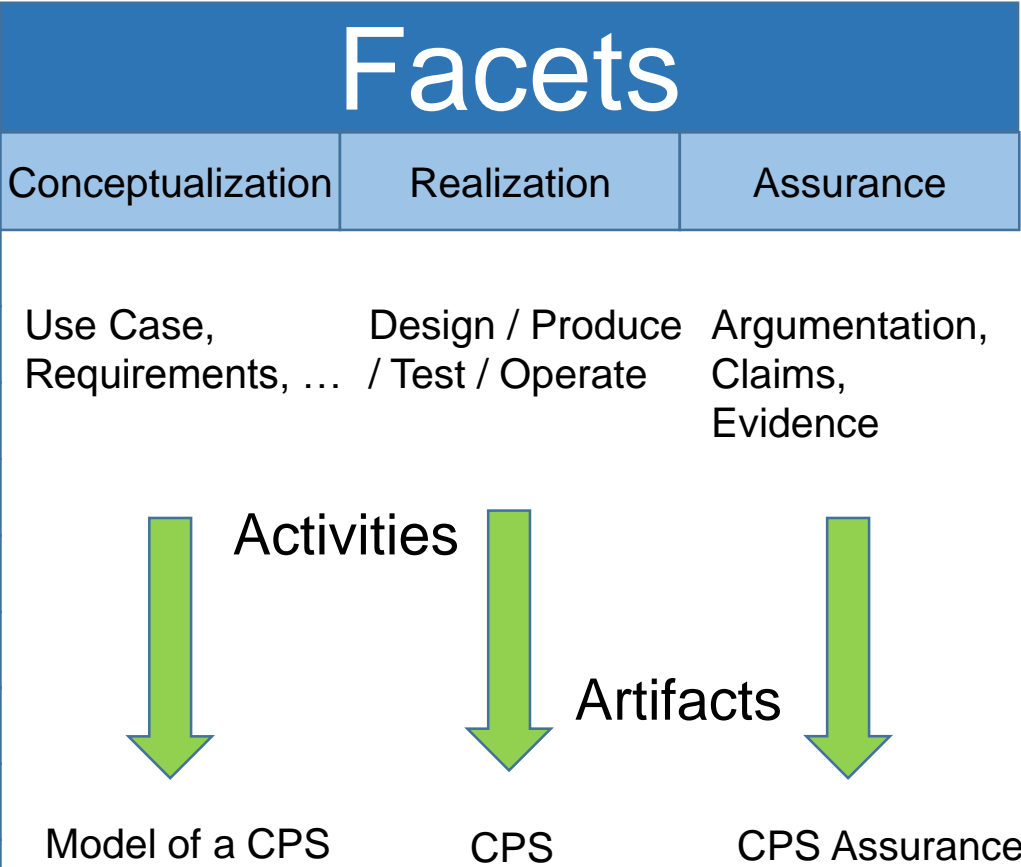 Facets
Conceptualization
Realization
Assurance
Use Case,
Requirements, …
Design / Produce
/ Test / Operate
Argumentation,
Claims,
Evidence
Activities
Artifacts
Model of a CPS
CPS
CPS Assurance